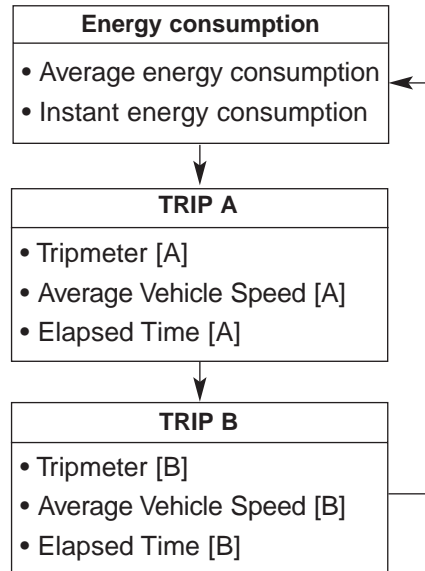 Energy consumption
• Average energy consumption
• Instant energy consumption
TRIP A
• Tripmeter [A]
• Average Vehicle Speed [A]
• Elapsed Time [A]
TRIP B
• Tripmeter [B]
• Average Vehicle Speed [B]
• Elapsed Time [B]